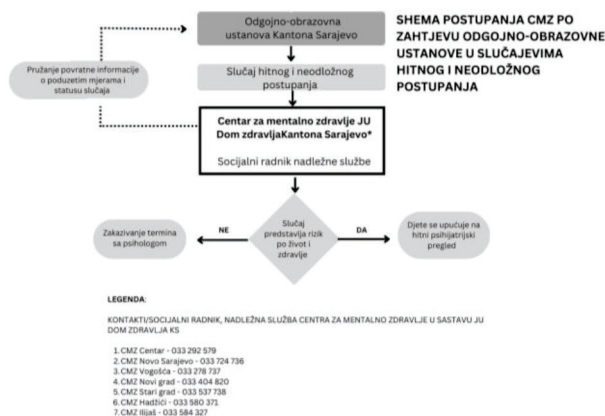 Odgojno-obrazovna
ustanova Kantona Sarajevo
SHEMA POSTUPANJA CMZ PO
ZAHTJEVU ODGOJNO-OBRAZOVNE
USTANOVE U SLUČAJEVIMA
HITNOG I NEODLOŽNOG
POSTUPANJA
Pružanje povratne informacije
o poduzetim mjerama i
statusu slučaja
Slučaj hitnog i neodložnog
postupanja
Centar za mentalno zdravlje JU
Dom zdravljaKantona Sarajevo*
Socijalni radnik nadležne službe
Zakazivanje termina
sa psihologom
NE
Slučaj
predstavlja rizik
po život i
zdravlje
DA
Djete se upućuje na
hitni psihijatrijski
pregled
LEGENDA:
KONTAKTI/SOCIJALNI RADNIK, NADLEŽNA SLUŽBA CENTRA ZA MENTALNO ZDRAVLJE U SASTAVU JU
DOM ZDRAVLJA KS
1. CMZ Centar - 033 292 579
2. CMZ Novo Sarajevo - 033 724 736
3. CMZ Vogošća - 033 278 737
4. CMZ Novi grad - 033 404 820
5. CMZ Stari grad - 033 537 738
6. CMZ Hadžići - 033 580 371
7. CMZ Ilijaš - 033 584 327